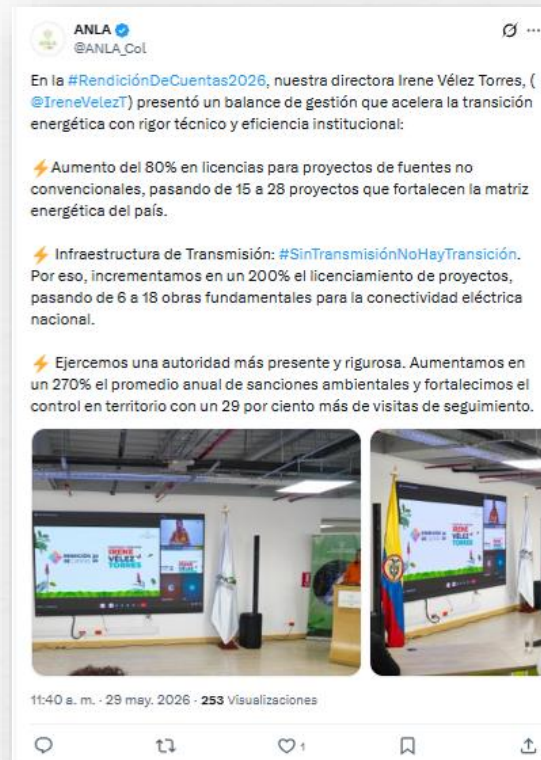 ANLA
@ANLA_Col
En la #RendiciónDeCuentas2026, nuestra directora Irene Vélez Torres, (
@IreneVelezT) presentó un balance de gestión que acelera la transición
energética con rigor técnico y eficiencia institucional:
⚡Aumento del 80% en licencias para proyectos de fuentes no
convencionales, pasando de 15 a 28 proyectos que fortalecen la matriz
energética del país.
⚡ Infraestructura de Transmisión: #SinTransmisiónNoHayTransición.
Por eso, incrementamos en un 200% el licenciamiento de proyectos,
pasando de 6 a 18 obras fundamentales para la conectividad eléctrica
nacional.
⚡ Ejercemos una autoridad más presente y rigurosa. Aumentamos en
un 270% el promedio anual de sanciones ambientales y fortalecimos el
control en territorio con un 29 por ciento más de visitas de seguimiento.
IRENE
VÉLEZ
TORRES
11:40 a. m. · 29 may. 2026 · 253 Visualizaciones
1